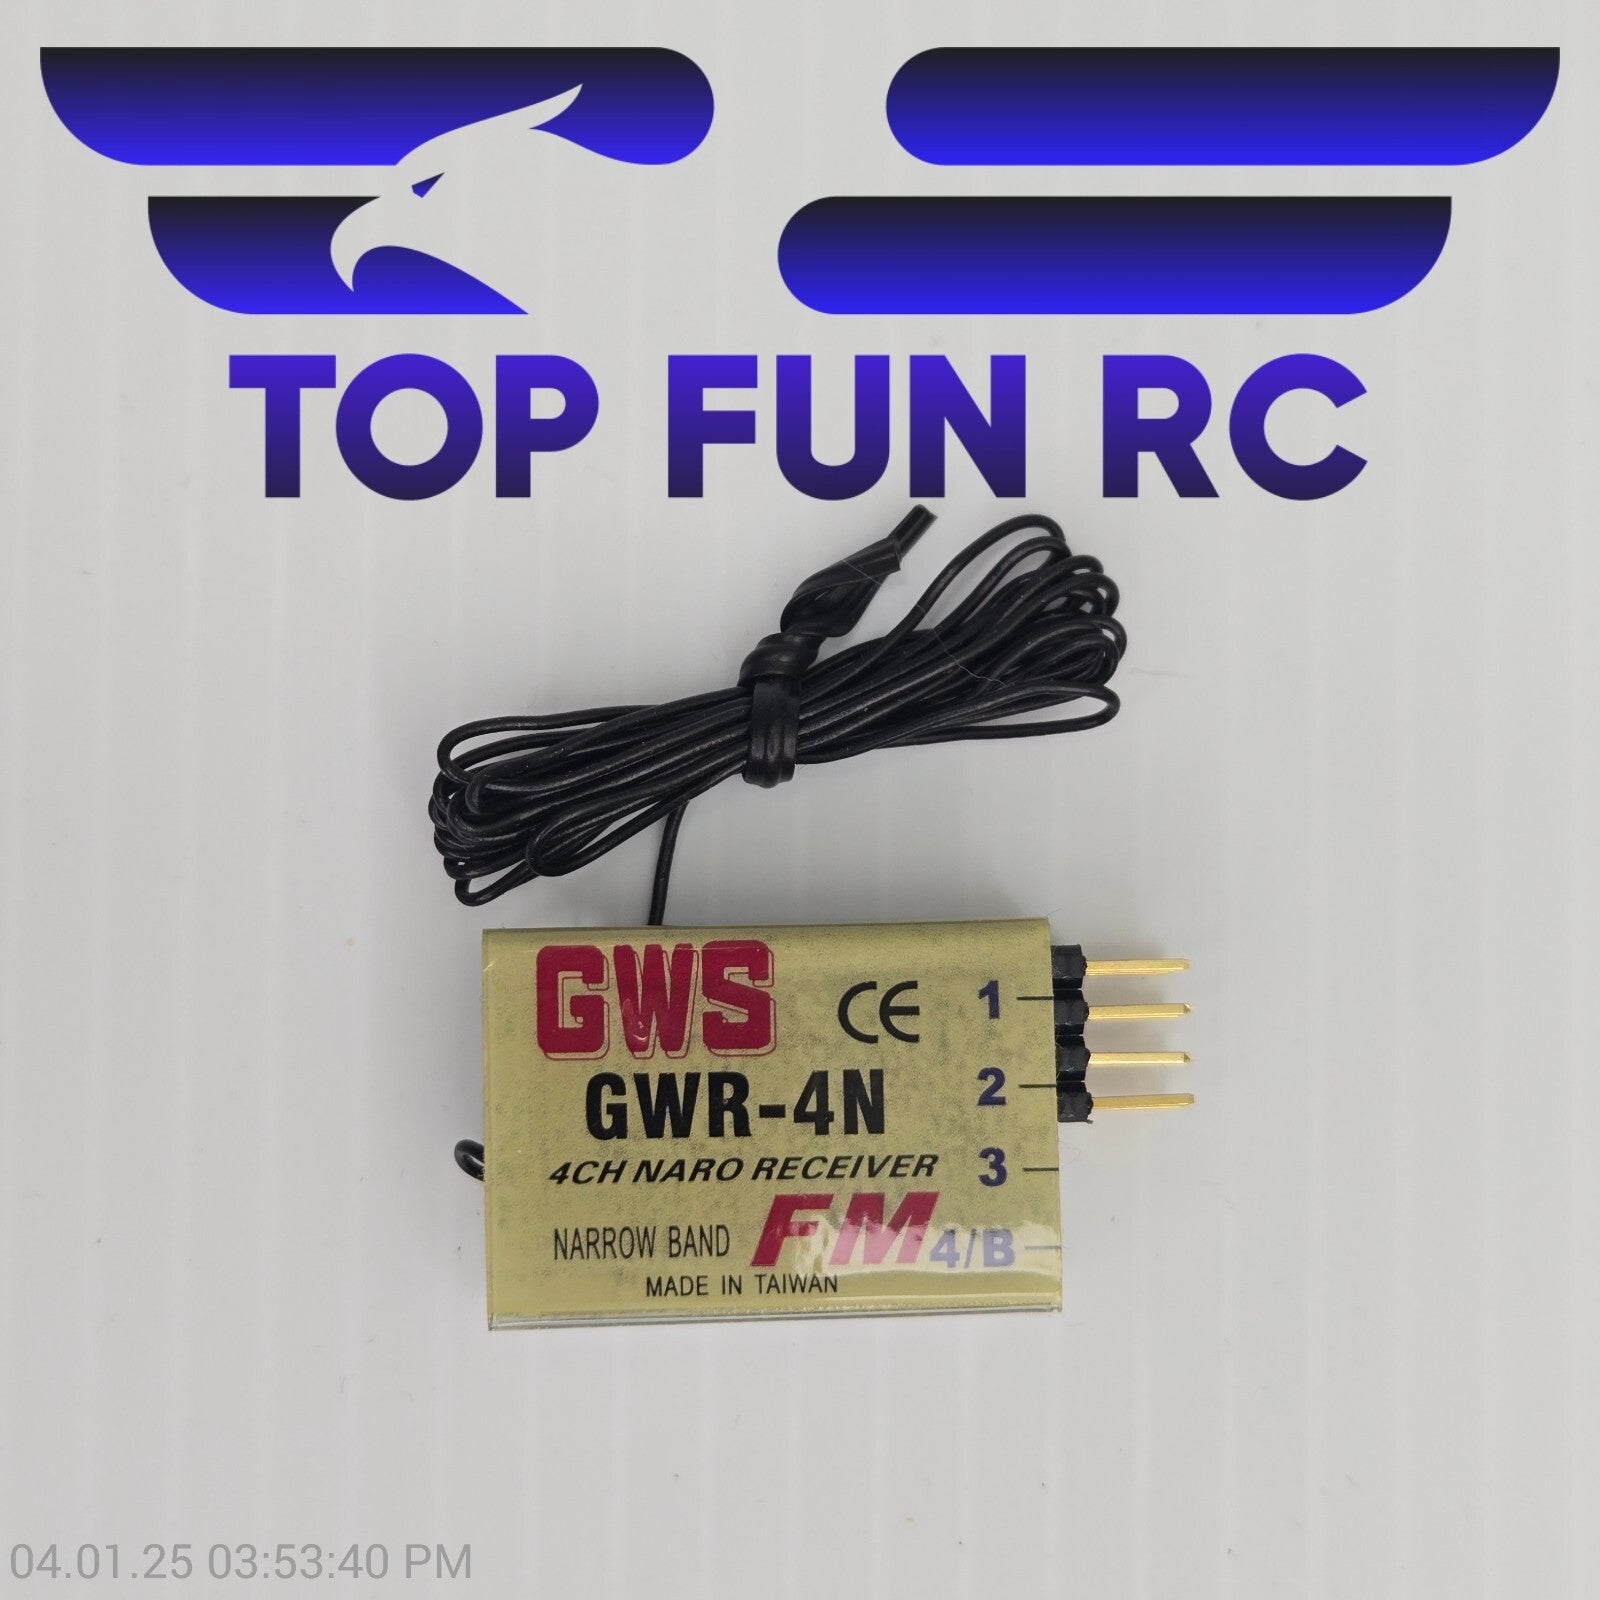 TOP FUN RC
GWS
CE
1
GWR-4N
2
4CH NARO RECEIVER
3
NARROW BAND FM
4/B
MADE IN TAIWAN
04.01.25 03:53:40 PM